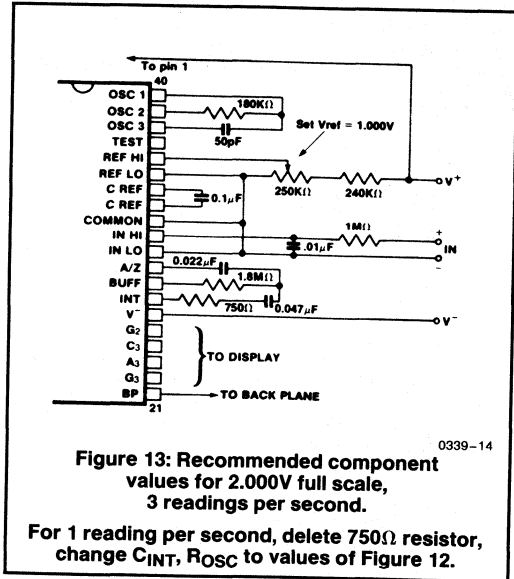 To pin 1
40
OSC 1
OSC 2
OSC 3
TEST
REF HI
REF LO
C REF
C REF
COMMON
IN HI
IN LO
A/Z
BUFF
INT
V⁻
G2
C3
A3
G3
BP
21
180KΩ
50pF
Set Vref = 1.000V
250KΩ
240KΩ
V⁺
0.1μF
1MΩ
.01μF
+
IN
−
0.022μF
1.8MΩ
750Ω
0.047μF
V⁻
TO DISPLAY
TO BACK PLANE
0339-14
Figure 13: Recommended component
values for 2.000V full scale,
3 readings per second.
For 1 reading per second, delete 750Ω resistor,
change CINT, ROSC to values of Figure 12.